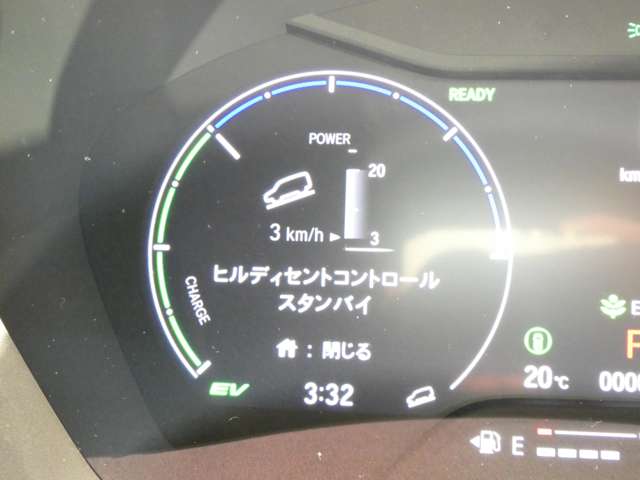 READY
POWER
20
3 km/h
3
km
ヒルディセントコントロール
スタンバイ
CHARGE
: 閉じる
EV
3:32
20℃
E